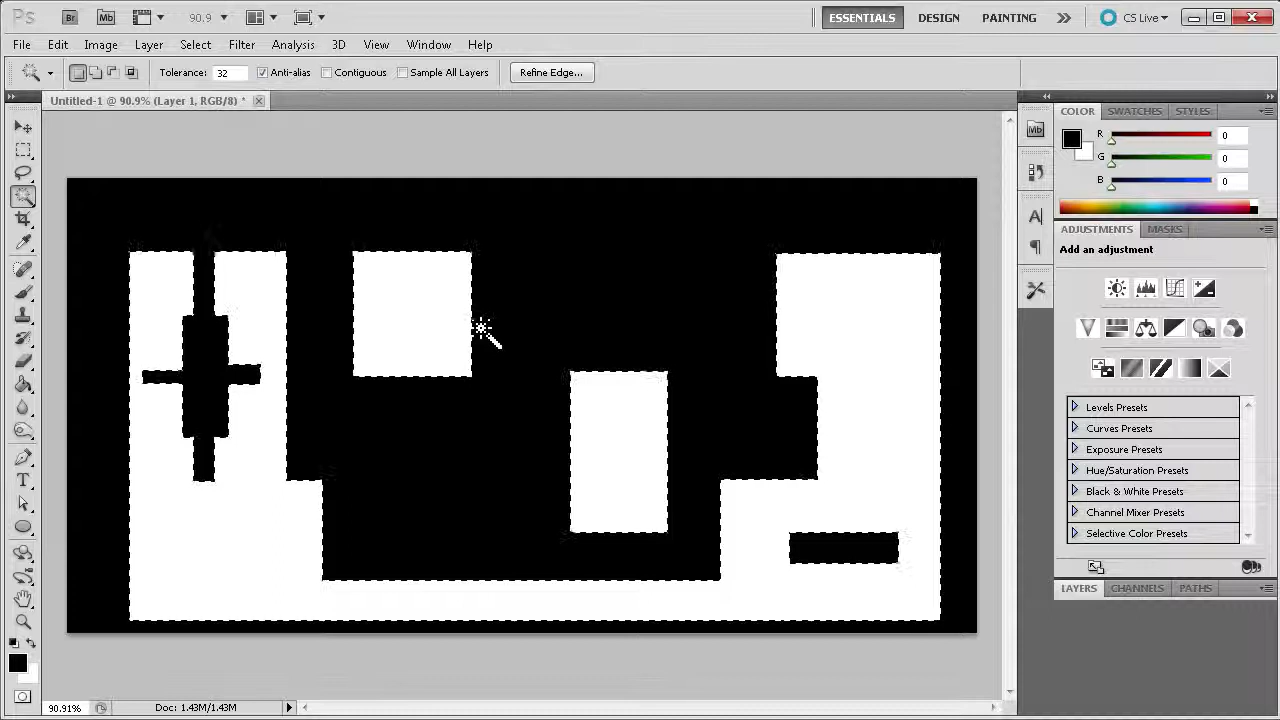 Ps Br Mb 90.9 ESSENTIALS DESIGN PAINTING CS Live
File Edit Image Layer Select Filter Analysis 3D View Window Help
Tolerance: 32 Anti-alias Contiguous Sample All Layers Refine Edge...
Untitled-1 @ 90.9% (Layer 1, RGB/8) *
COLOR SWATCHES STYLES
Mb
R 0
G 0
B 0
A
ADJUSTMENTS MASKS
Add an adjustment
Levels Presets
Curves Presets
Exposure Presets
Hue/Saturation Presets
Black & White Presets
Channel Mixer Presets
Selective Color Presets
LAYERS CHANNELS PATHS
T
90.91% Doc: 1.43M/1.43M